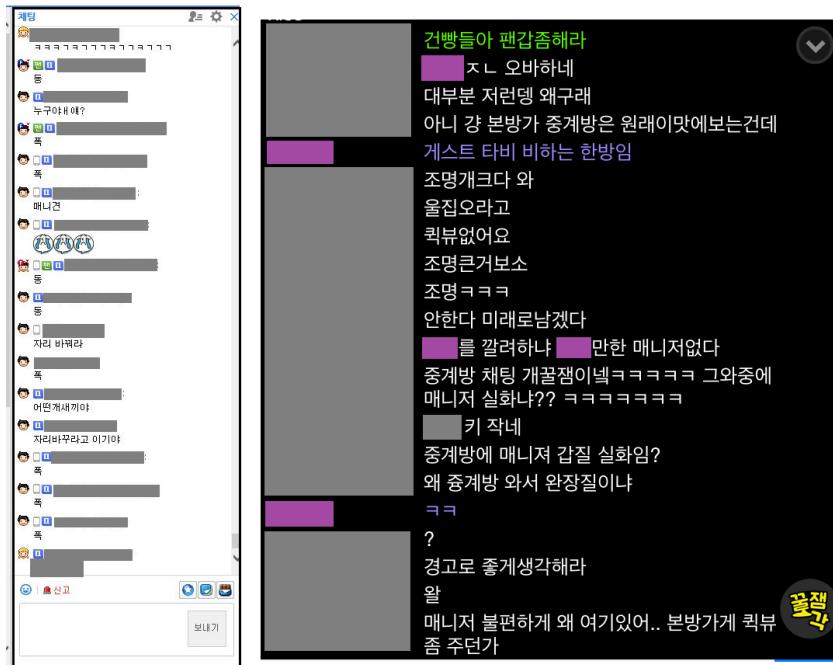 채팅
ㅋㅋㅋㅋㅋㅋㅋㅋㅋㅋㅋㅋㅋ
팬
동
누구야ㅐ얘?
팬
폭
폭
매니견
팬
동
동
자리 바꿔라
폭
어떤개새끼야
자리바꾸라고 이기야
폭
폭
폭
신고
보내기
건빵들아 팬갑좀해라
ㅈㄴ 오바하네
대부분 저런뎅 왜구래
아니 걍 본방가 중계방은 원래이맛에보는건데
게스트 타비 비하는 한방임
조명개크다 와
울집오라고
퀵뷰없어요
조명큰거보소
조명ㅋㅋㅋ
안한다 미래로남겠다
를 깔려하냐 만한 매니저없다
중계방 채팅 개꿀잼이넼ㅋㅋㅋㅋㅋ 그와중에
매니저 실화냐?? ㅋㅋㅋㅋㅋㅋㅋ
키 작네
중계방에 매니져 갑질 실화임?
왜 즁계방 와서 완장질이냐
ㅋㅋ
?
경고로 좋게생각해라
왈
매니저 불편하게 왜 여기있어.. 본방가게 퀵뷰
좀 주던가
꿀잼
각